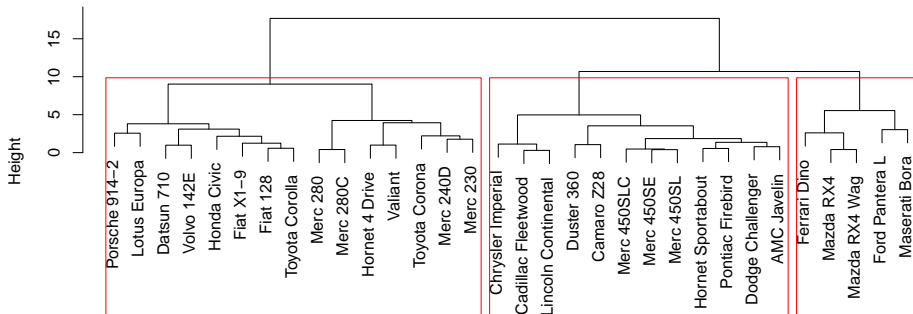 Height
15
10
5
0
Porsche 914-2
Lotus Europa
Datsun 710
Volvo 142E
Honda Civic
Fiat X1-9
Fiat 128
Toyota Corolla
Merc 280
Merc 280C
Hornet 4 Drive
Valiant
Toyota Corona
Merc 240D
Merc 230
Chrysler Imperial
Cadillac Fleetwood
Lincoln Continental
Duster 360
Camaro Z28
Merc 450SLC
Merc 450SE
Merc 450SL
Hornet Sportabout
Pontiac Firebird
Dodge Challenger
AMC Javelin
Ferrari Dino
Mazda RX4
Mazda RX4 Wag
Ford Pantera L
Maserati Bora